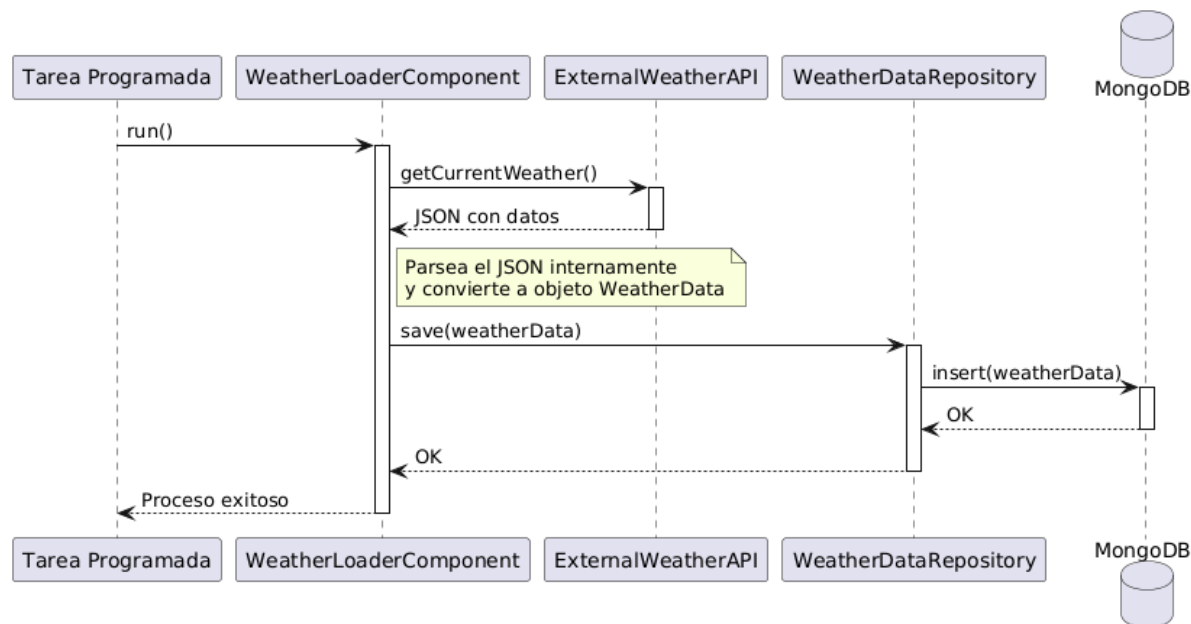 Tarea Programada
WeatherLoaderComponent
ExternalWeatherAPI
WeatherDataRepository
MongoDB
run()
getCurrentWeather()
JSON con datos
Parsea el JSON internamente
y convierte a objeto WeatherData
save(weatherData)
insert(weatherData)
OK
OK
Proceso exitoso
Tarea Programada
WeatherLoaderComponent
ExternalWeatherAPI
WeatherDataRepository
MongoDB